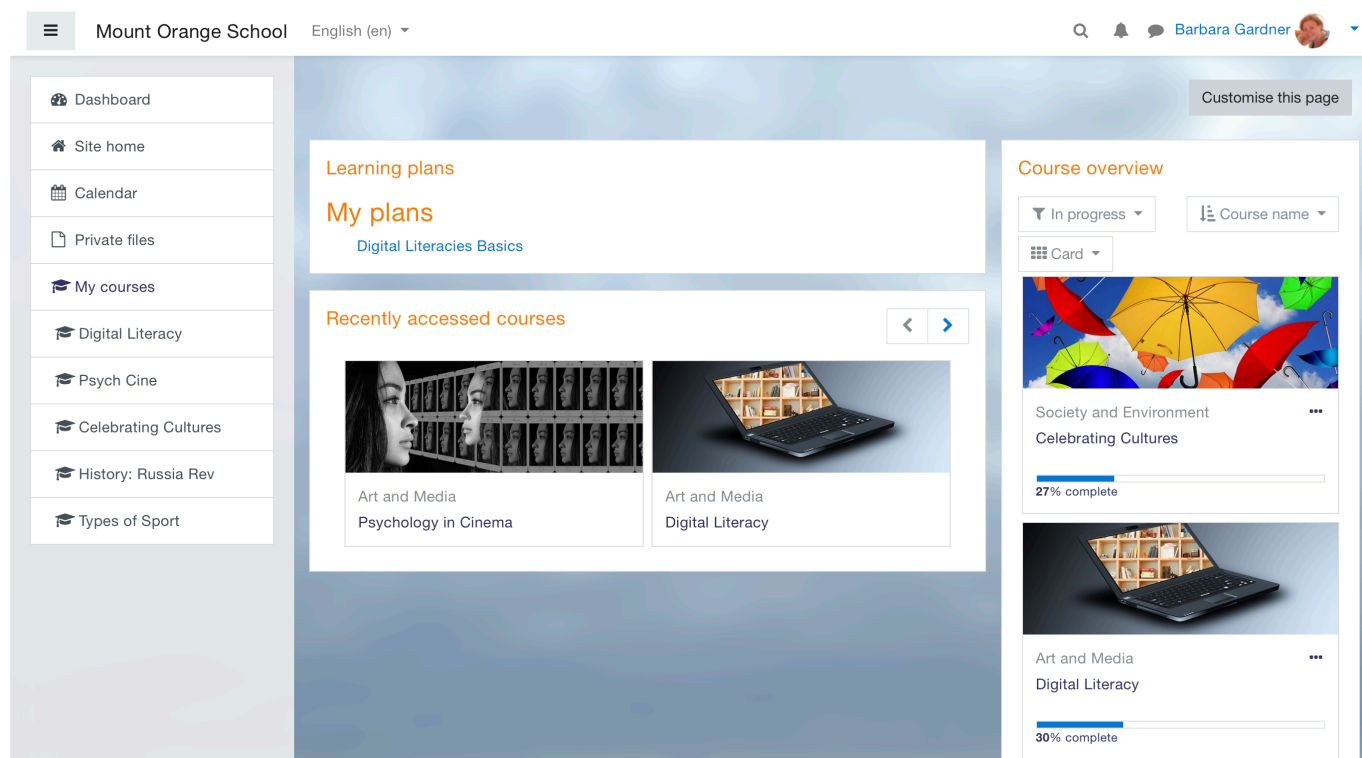 Mount Orange School
English (en)
Barbara Gardner
Dashboard
Site home
Calendar
Private files
My courses
Digital Literacy
Psych Cine
Celebrating Cultures
History: Russia Rev
Types of Sport
Customise this page
Learning plans
My plans
Digital Literacies Basics
Recently accessed courses
Art and Media
Psychology in Cinema
Art and Media
Digital Literacy
Course overview
In progress
Course name
Card
Society and Environment
Celebrating Cultures
27% complete
Art and Media
Digital Literacy
30% complete